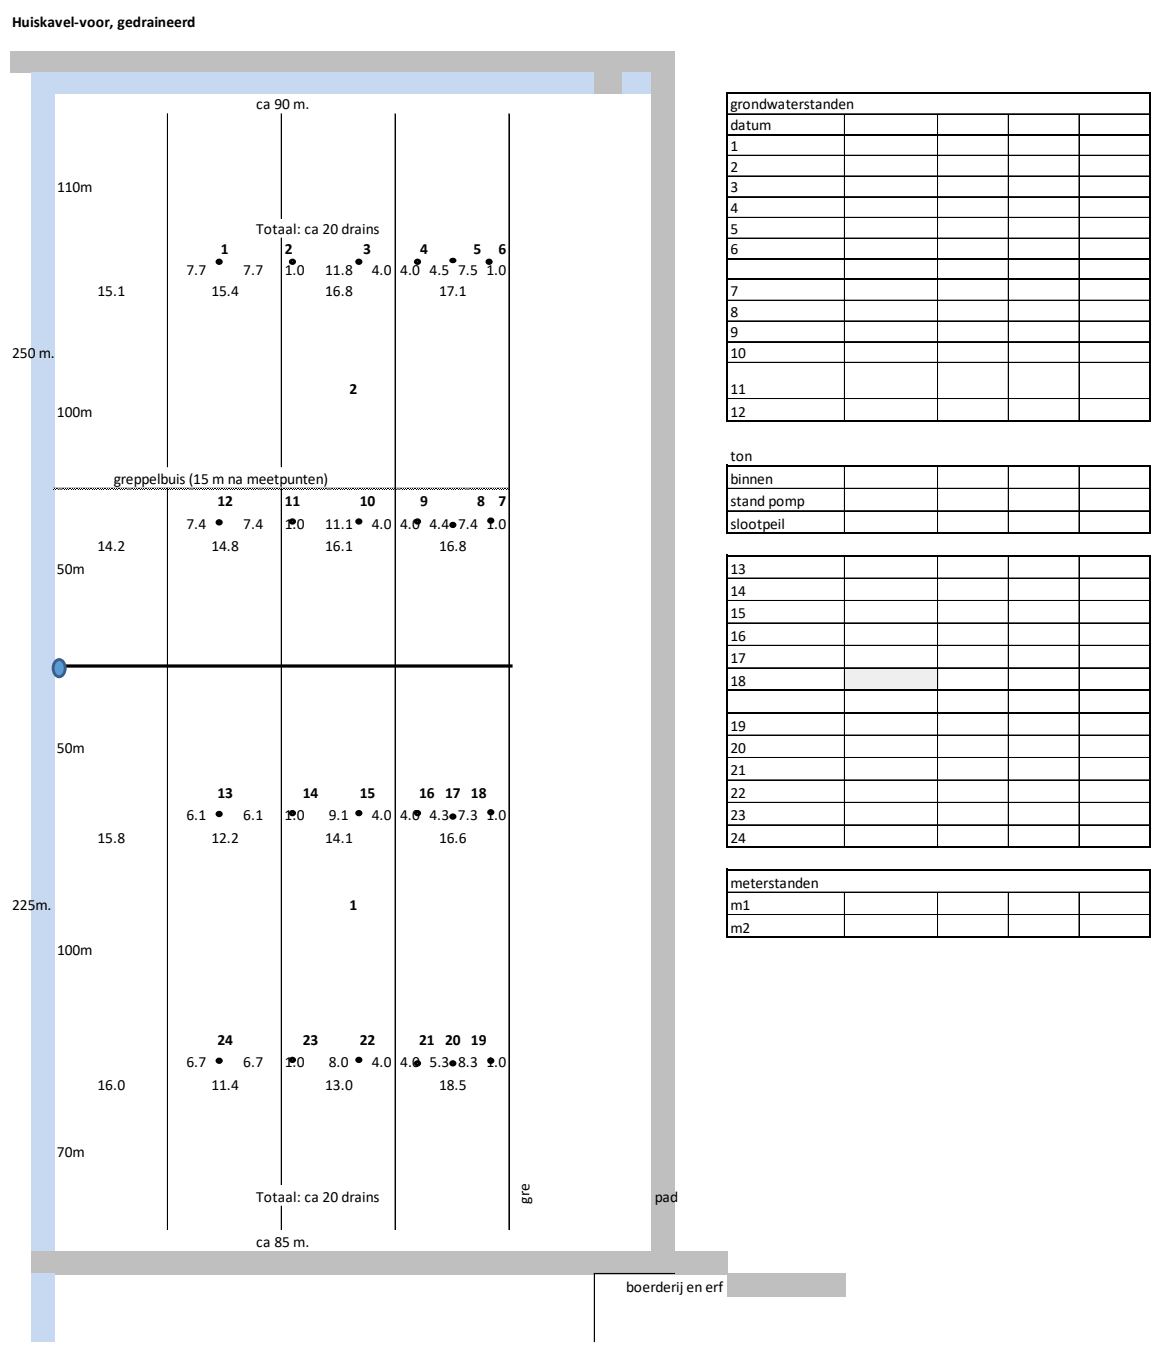 Huiskavel-voor, gedraineerd
ca 90 m.
110m
Totaal: ca 20 drains
1 2 3 4 5 6
7.7 7.7 1.0 11.8 4.0 4.0 4.5 7.5 1.0
15.1 15.4 16.8 17.1
250 m.
2
100m
greppelbuis (15 m na meetpunten)
12 11 10 9 8 7
7.4 7.4 1.0 11.1 4.0 4.0 4.4 7.4 1.0
14.2 14.8 16.1 16.8
50m
50m
13 14 15 16 17 18
6.1 6.1 1.0 9.1 4.0 4.0 4.3 7.3 1.0
15.8 12.2 14.1 16.6
225m.
1
100m
24 23 22 21 20 19
6.7 6.7 1.0 8.0 4.0 4.0 5.3 8.3 1.0
16.0 11.4 13.0 18.5
70m
Totaal: ca 20 drains
gre
pad
ca 85 m.
boerderij en erf
grondwaterstanden
datum
1
2
3
4
5
6
7
8
9
10
11
12
ton
binnen
stand pomp
slootpeil
13
14
15
16
17
18
19
20
21
22
23
24
meterstanden
m1
m2